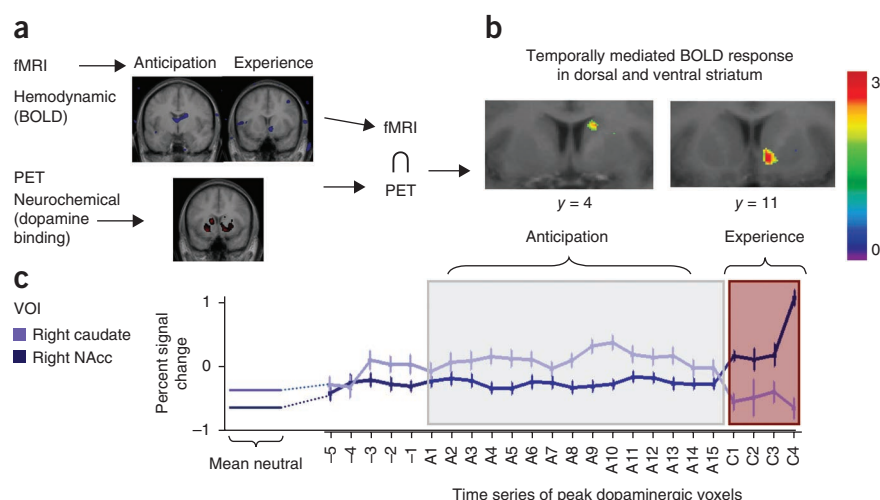 a
fMRI
Anticipation
Experience
Hemodynamic
(BOLD)
PET
Neurochemical
(dopamine
binding)
fMRI
∩
PET
b
Temporally mediated BOLD response
in dorsal and ventral striatum
y = 4
y = 11
3
0
c
VOI
Right caudate
Right NAcc
Percent signal
change
1
0
–1
Anticipation
Experience
Mean neutral
–5 –4 –3 –2 –1 A1 A2 A3 A4 A5 A6 A7 A8 A9 A10 A11 A12 A13 A14 A15 C1 C2 C3 C4
Time series of peak dopaminergic voxels